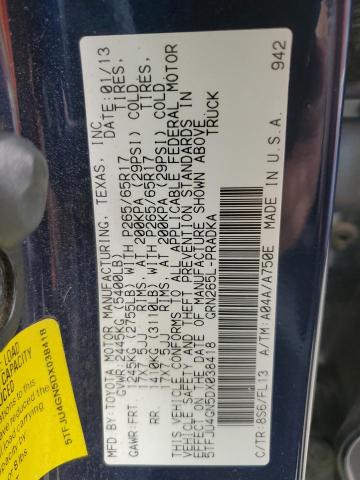 MFD BY: TOYOTA MOTOR MANUFACTURING, TEXAS, INC.
DATE: 01/13
GVWR: 2445KG (5400LB)
GAWR: FRT. 1245KG (2755LB) WITH P265/65R17 TIRES,
17X7.5JJ RIMS, AT 200KPA (29PSI) COLD
RR. 1410KG (3110LB) WITH P265/65R17 TIRES,
17X7.5JJ RIMS, AT 200KPA (29PSI) COLD
THIS VEHICLE CONFORMS TO ALL APPLICABLE FEDERAL MOTOR
VEHICLE SAFETY AND THEFT PREVENTION STANDARDS IN
EFFECT ON THE DATE OF MANUFACTURE SHOWN ABOVE.
5TFJU4GN5DX038418 TRUCK
GRN265L-PRADKA
C/TR: 8S6/FL13 A/TM: A04A/A750E MADE IN U.S.A. 942
LOAD
CAPACITY
5TFJU4GN5DX038418